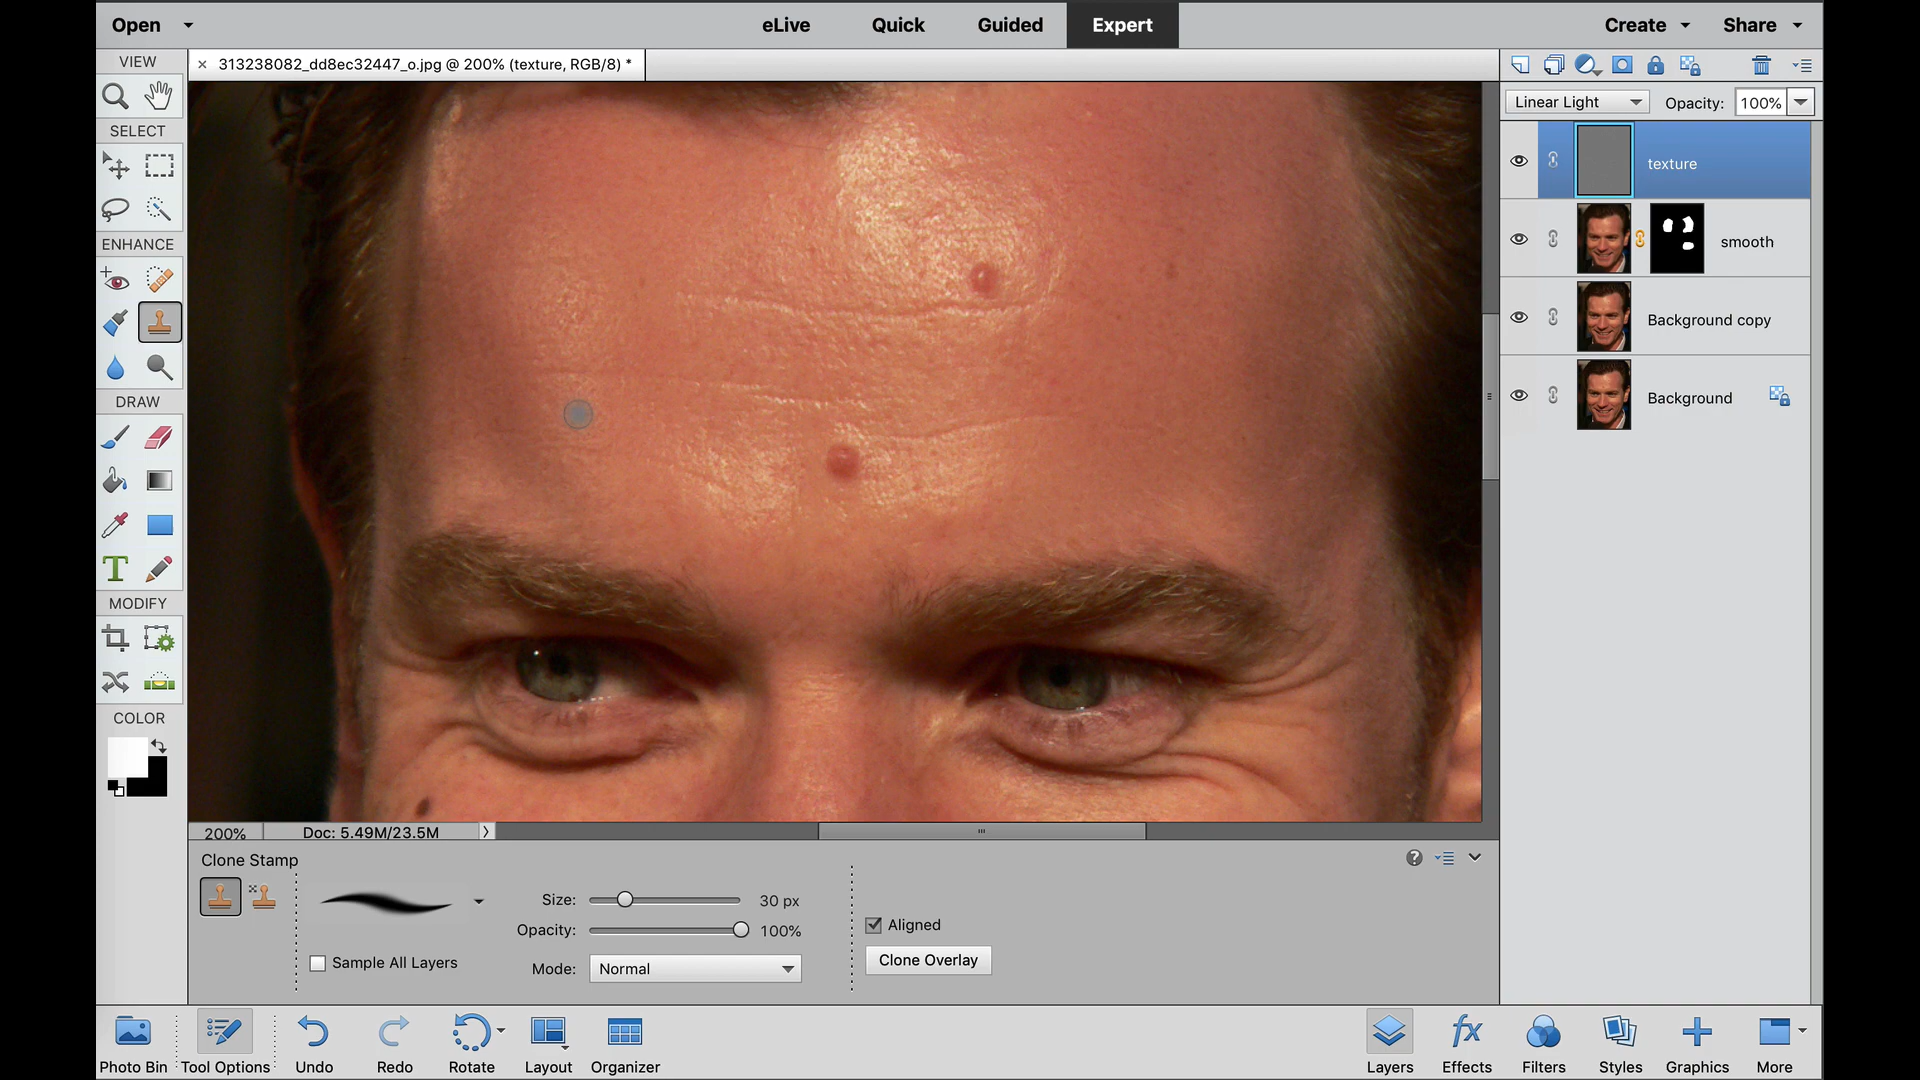 Open
eLive
Quick
Guided
Expert
Create
Share
VIEW
× 313238082_dd8ec32447_o.jpg @ 200% (texture, RGB/8) *
Linear Light
Opacity: 100%
SELECT
texture
ENHANCE
smooth
Background copy
Background
DRAW
T
MODIFY
COLOR
200%
Doc: 5.49M/23.5M
Clone Stamp
Size: 30 px
Opacity: 100%
Aligned
Sample All Layers
Mode: Normal
Clone Overlay
fx
Photo Bin
Tool Options
Undo
Redo
Rotate
Layout
Organizer
Layers
Effects
Filters
Styles
Graphics
More